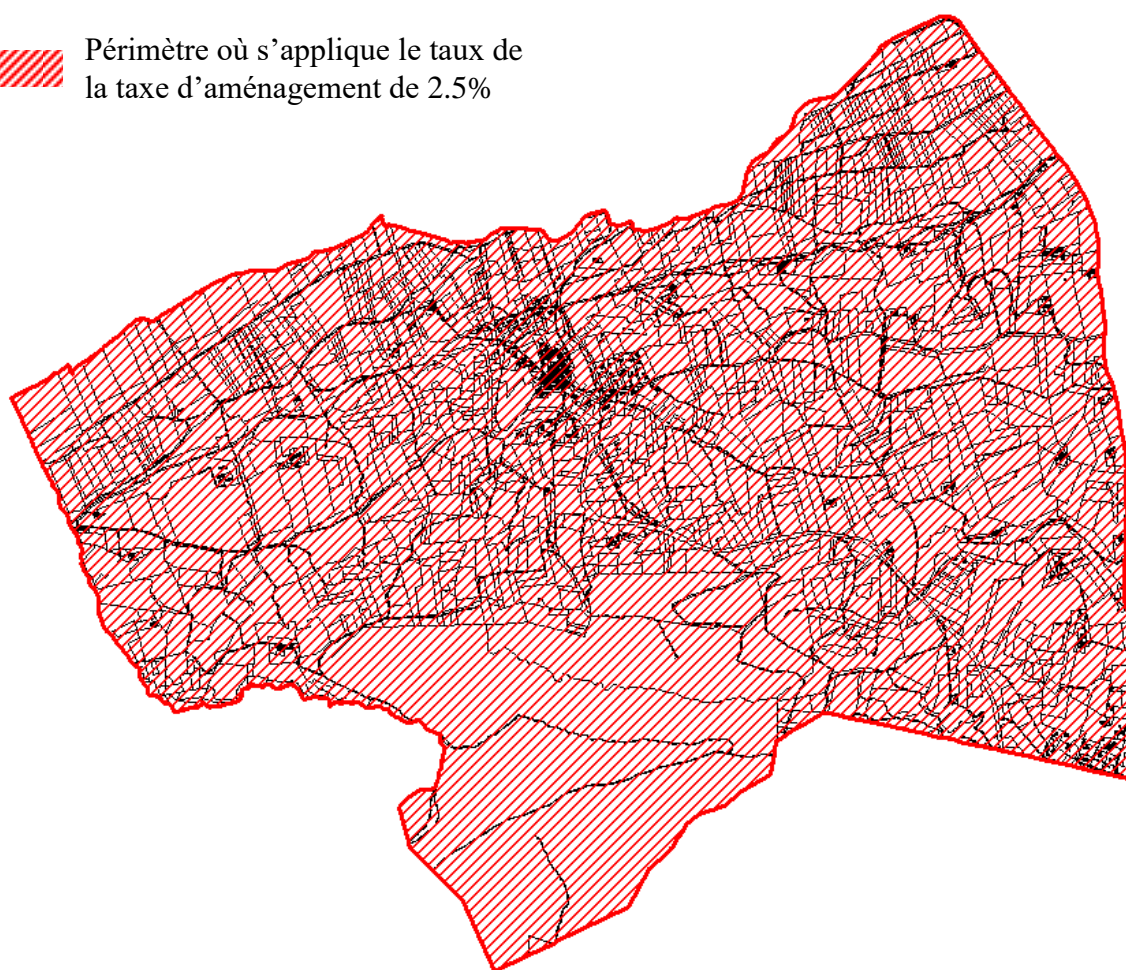 Périmètre où s’applique le taux de
la taxe d’aménagement de 2.5%